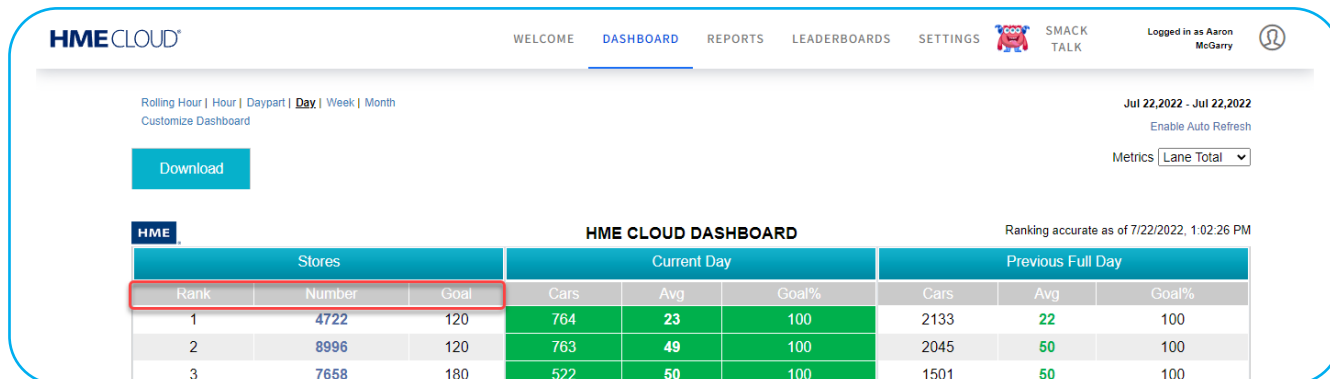 HME CLOUD®
WELCOME DASHBOARD REPORTS LEADERBOARDS SETTINGS SMACK TALK Logged in as Aaron McGarry
Rolling Hour | Hour | Daypart | Day | Week | Month
Customize Dashboard
Jul 22,2022 - Jul 22,2022
Enable Auto Refresh
Metrics Lane Total
Download
HME
HME CLOUD DASHBOARD
Ranking accurate as of 7/22/2022, 1:02:26 PM
Stores Current Day Previous Full Day
Rank Number Goal Cars Avg Goal% Cars Avg Goal%
1 4722 120 764 23 100 2133 22 100
2 8996 120 763 49 100 2045 50 100
3 7658 180 522 50 100 1501 50 100